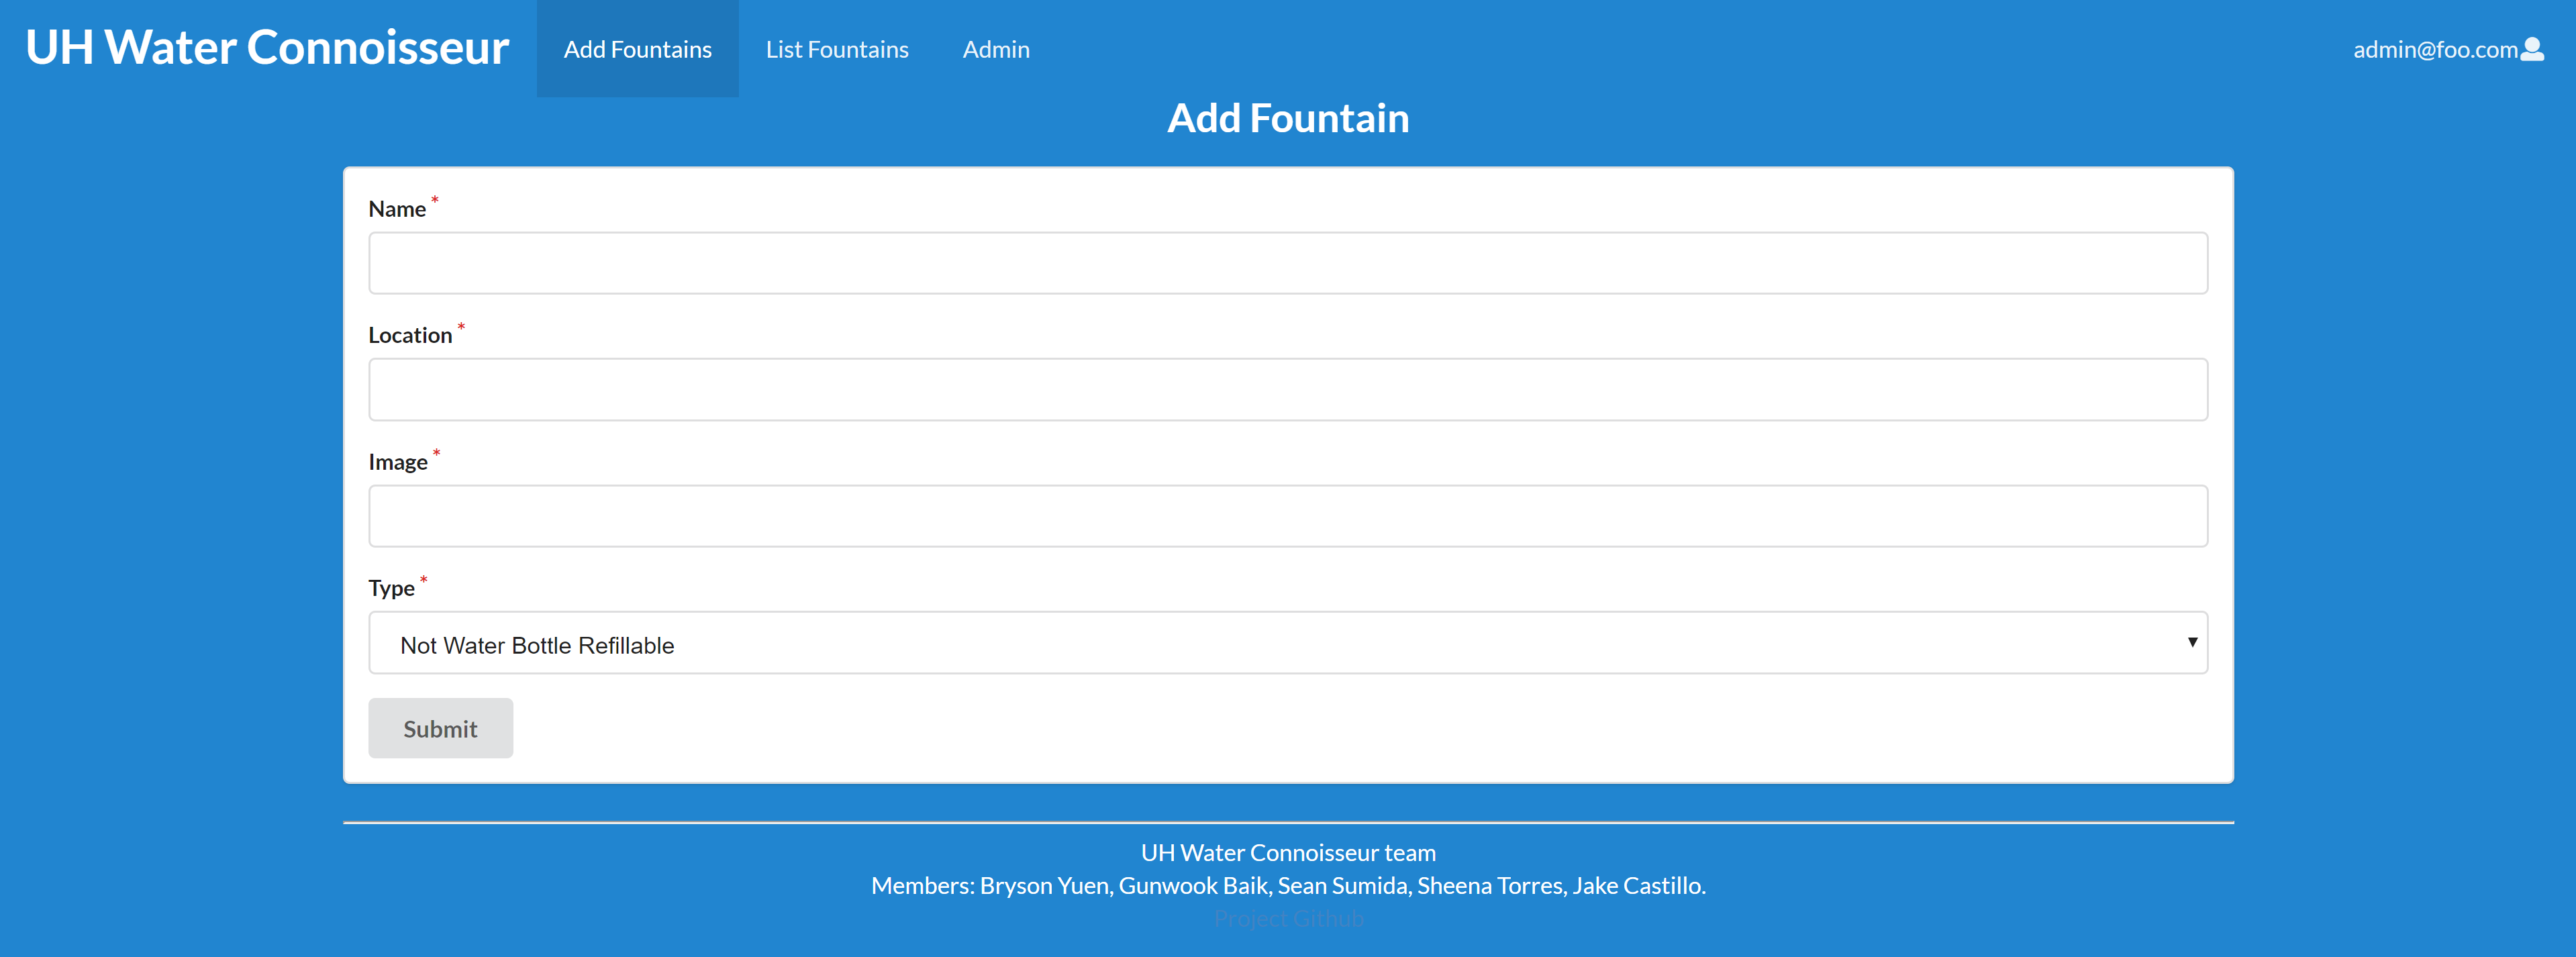 UH Water Connoisseur Add Fountains List Fountains Admin admin@foo.com
Add Fountain
Name *
Location *
Image *
Type *
Not Water Bottle Refillable
Submit
UH Water Connoisseur team
Members: Bryson Yuen, Gunwook Baik, Sean Sumida, Sheena Torres, Jake Castillo.
Project Github